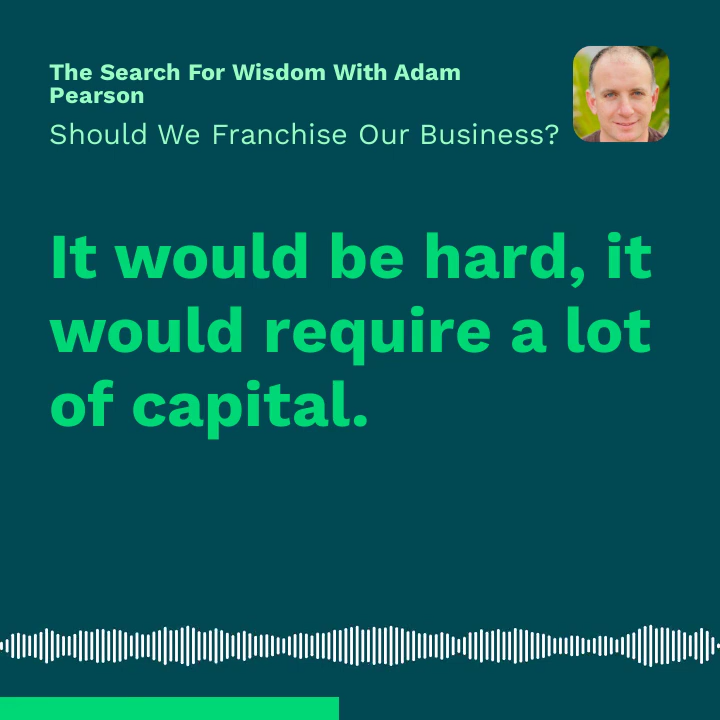 The Search For Wisdom With Adam
Pearson
Should We Franchise Our Business?
It would be hard, it
would require a lot
of capital.